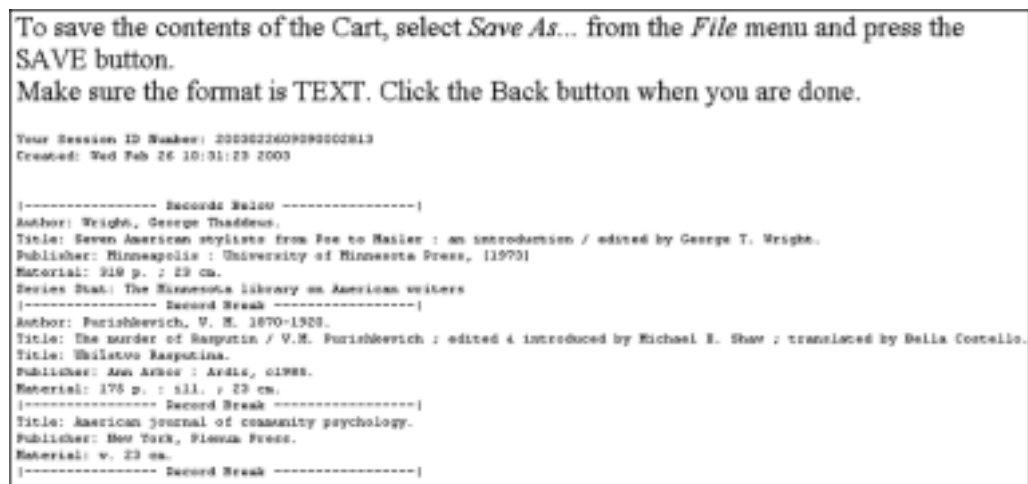 To save the contents of the Cart, select Save As... from the File menu and press the
SAVE button.
Make sure the format is TEXT. Click the Back button when you are done.
Your Session ID Number: 2003022609090002813
Created: Wed Feb 26 10:31:23 2003
|---------------- Records Below ----------------|
Author: Wright, George Thaddeus.
Title: Seven American stylists from Poe to Mailer : an introduction / edited by George T. Wright.
Publisher: Minneapolis : University of Minnesota Press, [1973]
Material: 318 p. ; 23 cm.
Series Stat: The Minnesota library on American writers
|---------------- Record Break -----------------|
Author: Purishkevich, V. M. 1870-1920.
Title: The murder of Rasputin / V.M. Purishkevich ; edited & introduced by Michael E. Shaw ; translated by Bella Costello.
Title: Ubilstvo Rasputina.
Publisher: Ann Arbor : Ardis, c1985.
Material: 175 p. : ill. ; 23 cm.
|---------------- Record Break -----------------|
Title: American journal of community psychology.
Publisher: New York, Plenum Press.
Material: v. 23 cm.
|---------------- Record Break -----------------|